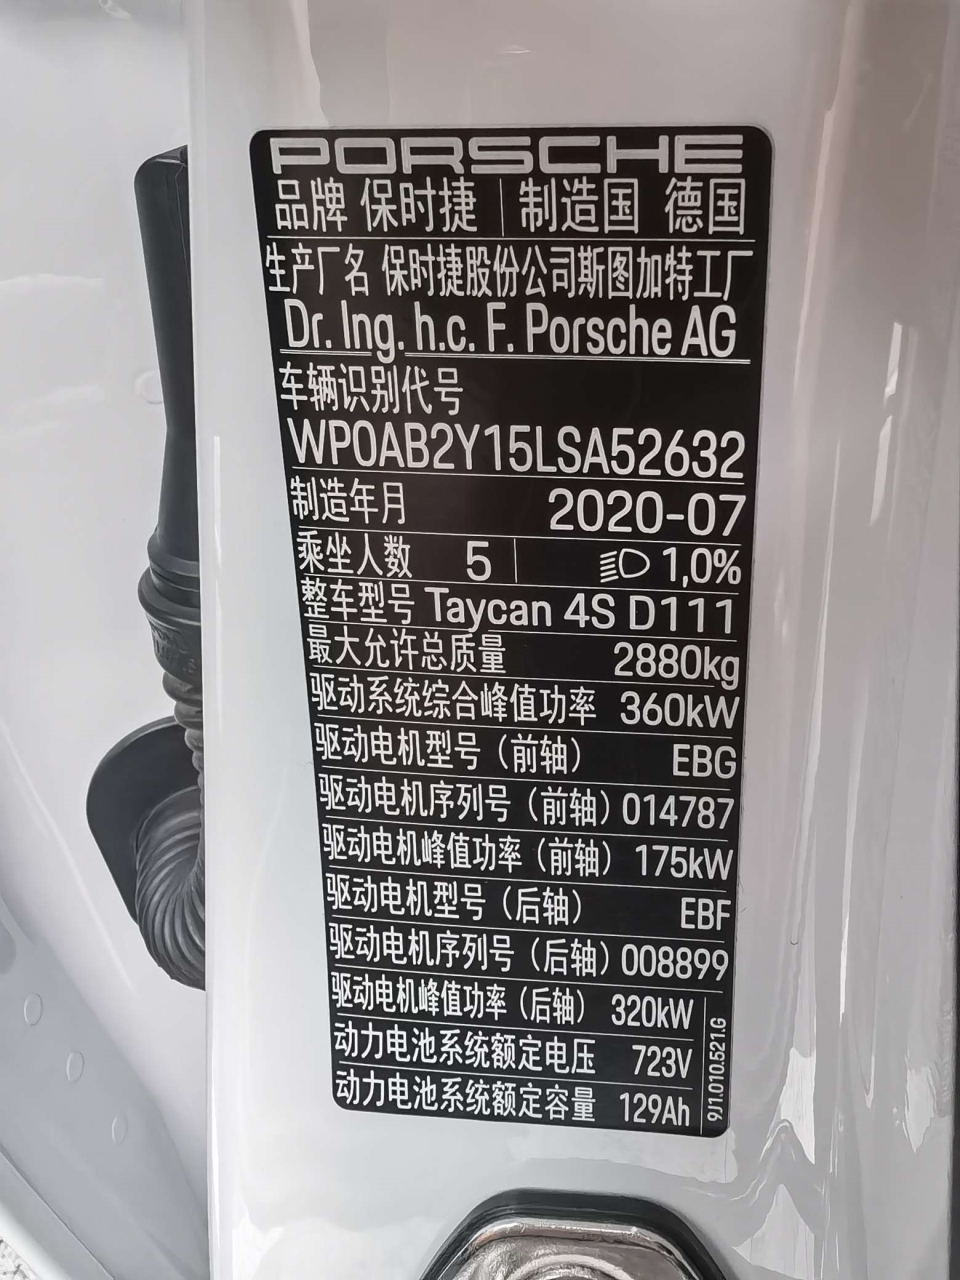 PORSCHE
品牌 保时捷 制造国 德国
生产厂名 保时捷股份公司斯图加特工厂
Dr. Ing. h.c. F. Porsche AG
车辆识别代号
WP0AB2Y15LSA52632
制造年月 2020-07
乘坐人数 5 1,0%
整车型号 Taycan 4S D111
最大允许总质量 2880kg
驱动系统综合峰值功率 360kW
驱动电机型号（前轴） EBG
驱动电机序列号（前轴）014787
驱动电机峰值功率（前轴）175kW
驱动电机型号（后轴） EBF
驱动电机序列号（后轴）008899
驱动电机峰值功率（后轴） 320kW
动力电池系统额定电压 723V
动力电池系统额定容量 129Ah
9J1.010.521.G